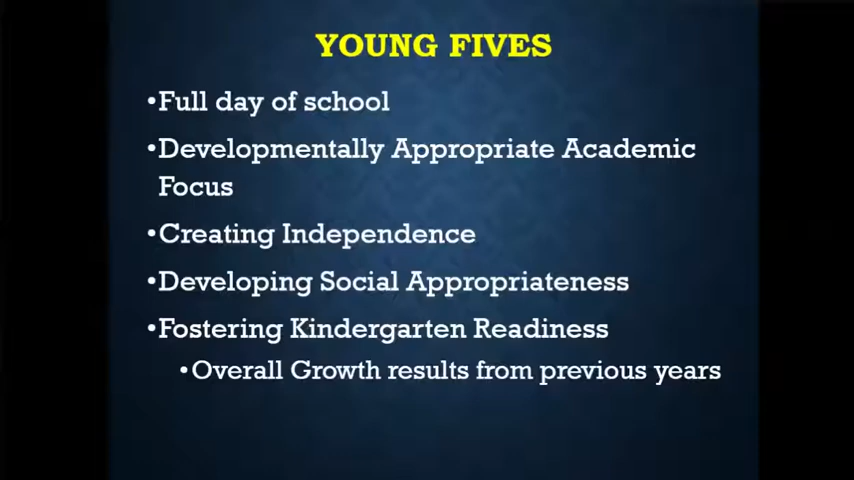 YOUNG FIVES
•Full day of school
•Developmentally Appropriate Academic
Focus
•Creating Independence
•Developing Social Appropriateness
•Fostering Kindergarten Readiness
•Overall Growth results from previous years